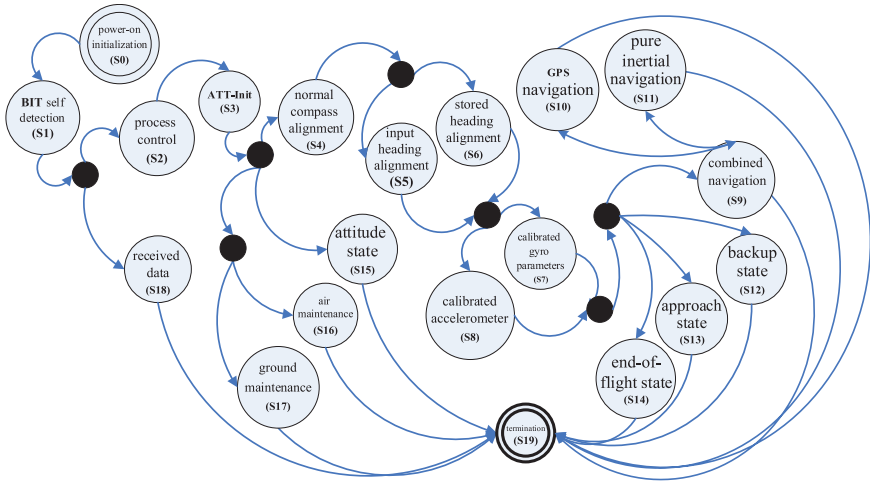 power-on
initialization
(S0)
BIT self
detection
(S1)
process
control
(S2)
ATT-Init
(S3)
normal
compass
alignment
(S4)
input
heading
alignment
(S5)
stored
heading
alignment
(S6)
calibrated
gyro
parameters
(S7)
calibrated
accelerometer
(S8)
combined
navigation
(S9)
GPS
navigation
(S10)
pure
inertial
navigation
(S11)
backup
state
(S12)
approach
state
(S13)
end-of-
flight state
(S14)
attitude
state
(S15)
air
maintenance
(S16)
ground
maintenance
(S17)
received
data
(S18)
termination
(S19)